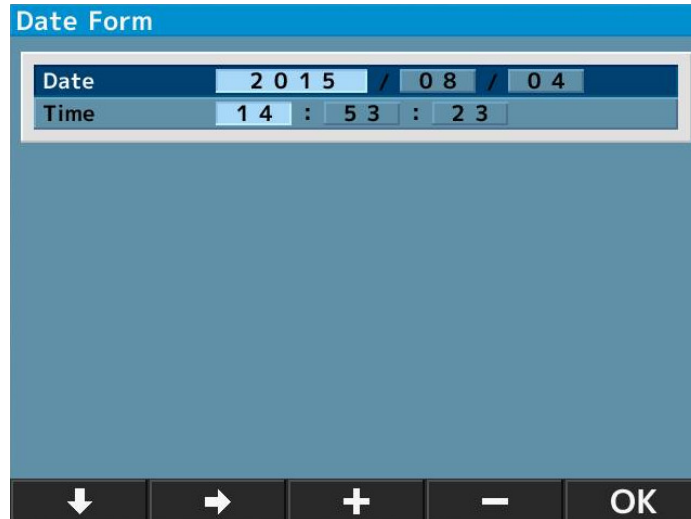 Date Form
Date 2015 / 08 / 04
Time 14 : 53 : 23
+ − OK